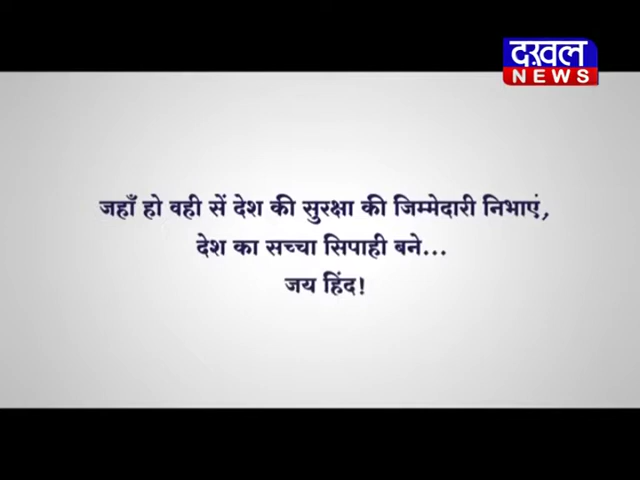 दख़ल
NEWS
जहाँ हो वही सें देश की सुरक्षा की जिम्मेदारी निभाएं,
देश का सच्चा सिपाही बने...
जय हिंद!